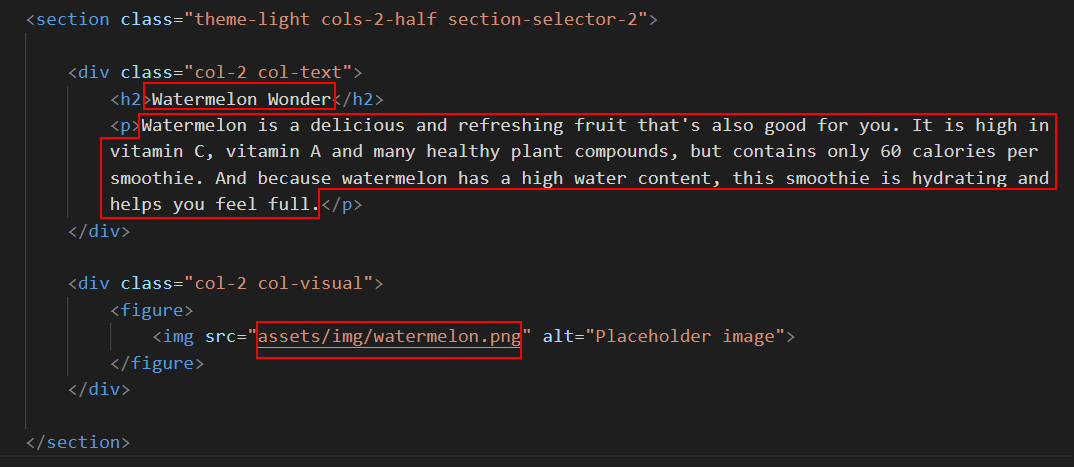 <section class="theme-light cols-2-half section-selector-2">
<div class="col-2 col-text">
<h2>Watermelon Wonder</h2>
<p>Watermelon is a delicious and refreshing fruit that's also good for you. It is high in
vitamin C, vitamin A and many healthy plant compounds, but contains only 60 calories per
smoothie. And because watermelon has a high water content, this smoothie is hydrating and
helps you feel full.</p>
</div>
<div class="col-2 col-visual">
<figure>
<img src="assets/img/watermelon.png" alt="Placeholder image">
</figure>
</div>
</section>